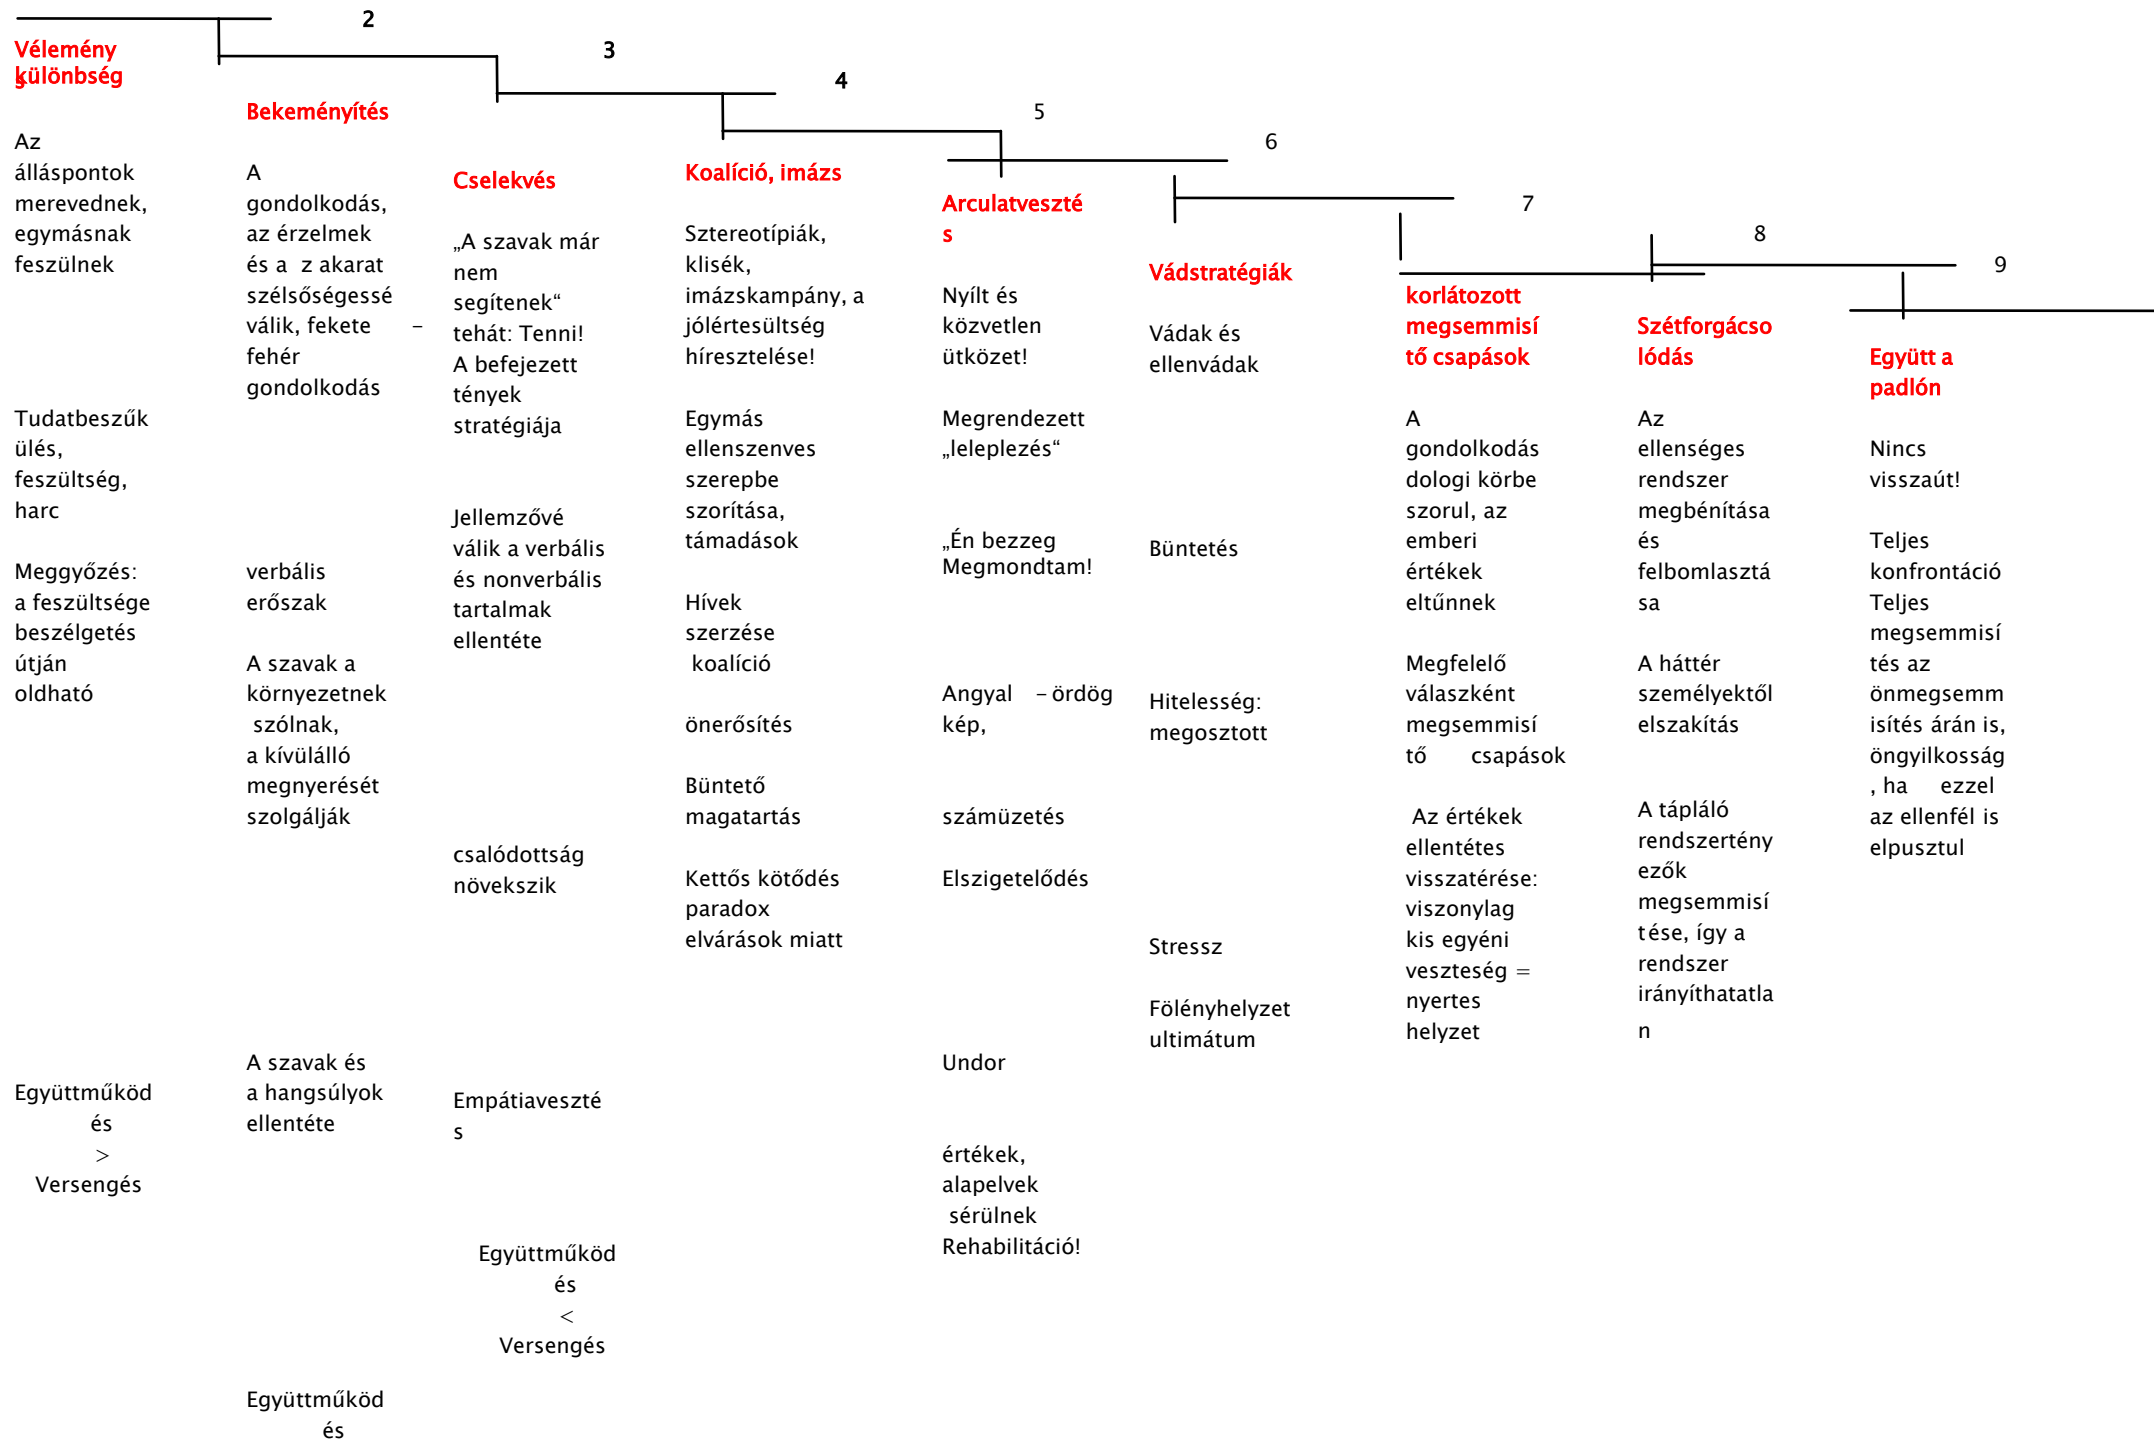 2
3
4
5
6
7
8
9
Vélemény
különbség
s
Az
álláspontok
merevednek,
egymásnak
feszülnek
Tudatbeszűk
ülés,
feszültség,
harc
Meggyőzés:
a feszültsége
beszélgetés
útján
oldható
Együttműköd
és
>
Versengés
Bekeményítés
A
gondolkodás,
az érzelmek
és a z akarat
szélsőségessé
válik, fekete –
fehér
gondolkodás
verbális
erőszak
A szavak a
környezetnek
szólnak,
a kívülálló
megnyerését
szolgálják
A szavak és
a hangsúlyok
ellentéte
Együttműköd
és
Cselekvés
„A szavak már
nem
segítenek“
tehát: Tenni!
A befejezett
tények
stratégiája
Jellemzővé
válik a verbális
és nonverbális
tartalmak
ellentéte
csalódottság
növekszik
Empátiaveszté
s
Együttműköd
és
<
Versengés
Koalíció, imázs
Sztereotípiák,
klisék,
imázskampány, a
jólértesültség
híresztelése!
Egymás
ellenszenves
szerepbe
szorítása,
támadások
Hívek
szerzése
koalíció
önerősítés
Büntető
magatartás
Kettős kötődés
paradox
elvárások miatt
Arculatveszté
s
Nyílt és
közvetlen
ütközet!
Megrendezett
„leleplezés“
„Én bezzeg
Megmondtam!
Angyal – ördög
kép,
számüzetés
Elszigetelődés
Undor
értékek,
alapelvek
sérülnek
Rehabilitáció!
Vádstratégiák
Vádak és
ellenvádak
Büntetés
Hitelesség:
megosztott
Stressz
Fölényhelyzet
ultimátum
korlátozott
megsemmisí
tő csapások
A
gondolkodás
dologi körbe
szorul, az
emberi
értékek
eltűnnek
Megfelelő
válaszként
megsemmisí
tő csapások
Az értékek
ellentétes
visszatérése:
viszonylag
kis egyéni
veszteség =
nyertes
helyzet
Szétforgácso
lódás
Az
ellenséges
rendszer
megbénítása
és
felbomlasztá
sa
A háttér
személyektől
elszakítás
A tápláló
rendszertény
ezők
megsemmisí
tése, így a
rendszer
irányíthatatla
n
Együtt a
padlón
Nincs
visszaút!
Teljes
konfrontáció
Teljes
megsemmisí
tés az
önmegsemm
isítés árán is,
öngyilkosság
, ha ezzel
az ellenfél is
elpusztul